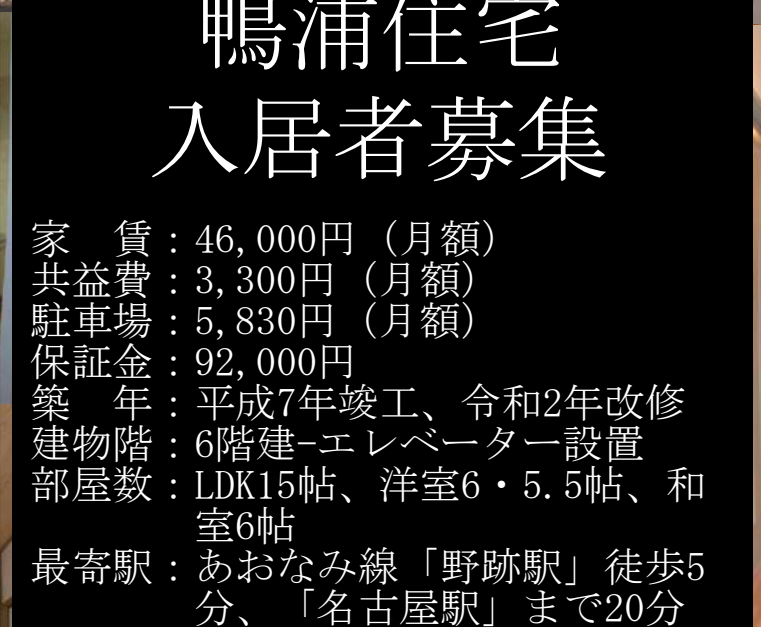 鴨浦住宅
入居者募集
家　賃：46,000円（月額）
共益費：3,300円（月額）
駐車場：5,830円（月額）
保証金：92,000円
築　年：平成7年竣工、令和2年改修
建物階：6階建-エレベーター設置
部屋数：LDK15帖、洋室6・5.5帖、和
室6帖
最寄駅：あおなみ線「野跡駅」徒歩5
分、「名古屋駅」まで20分